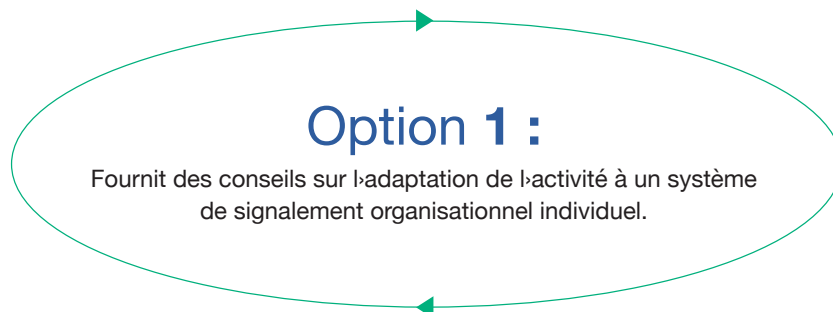 Option 1 :
Fournit des conseils sur l›adaptation de l›activité à un système
de signalement organisationnel individuel.